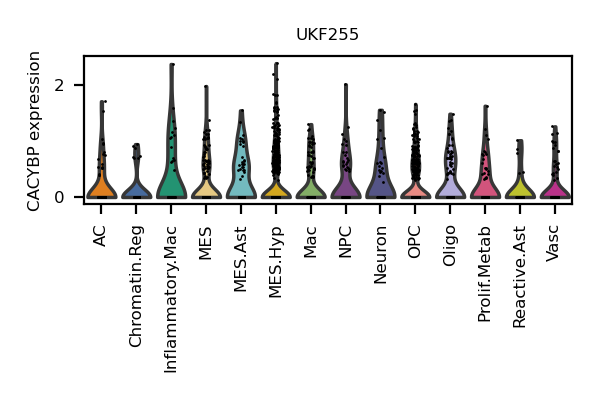 UKF255
CACYBP expression
2
0
AC
Chromatin.Reg
Inflammatory.Mac
MES
MES.Ast
MES.Hyp
Mac
NPC
Neuron
OPC
Oligo
Prolif.Metab
Reactive.Ast
Vasc